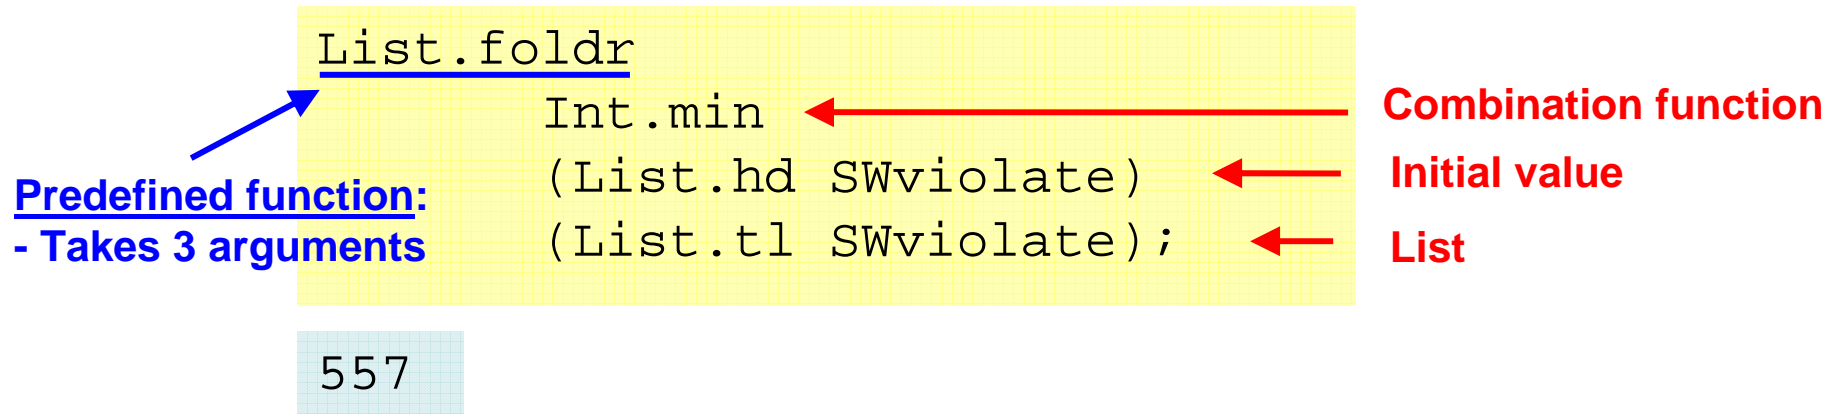 List.foldr
Int.min
Combination function
(List.hd SWviolate)
Initial value
(List.tl SWviolate);
List
Predefined function:
- Takes 3 arguments
557